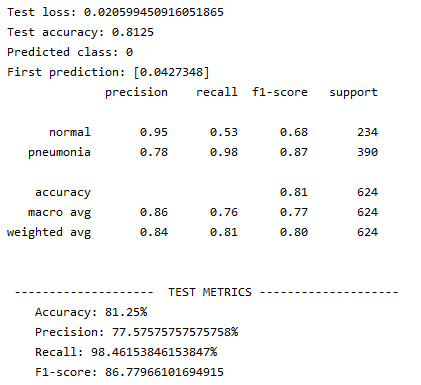 Test loss: 0.020599450916051865
Test accuracy: 0.8125
Predicted class: 0
First prediction: [0.0427348]
precision recall f1-score support
normal 0.95 0.53 0.68 234
pneumonia 0.78 0.98 0.87 390
accuracy 0.81 624
macro avg 0.86 0.76 0.77 624
weighted avg 0.84 0.81 0.80 624
-------------------- TEST METRICS --------------------
Accuracy: 81.25%
Precision: 77.57575757575758%
Recall: 98.46153846153847%
F1-score: 86.77966101694915